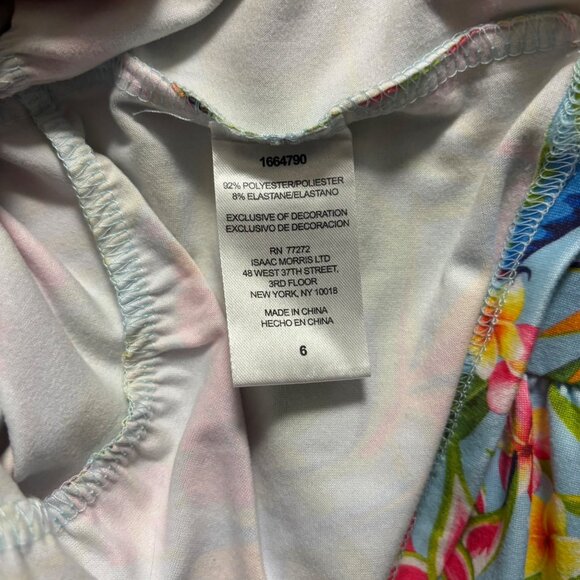 1664790
92% POLYESTER/POLIESTER
8% ELASTANE/ELASTANO
EXCLUSIVE OF DECORATION
EXCLUSIVO DE DECORACION
RN 77272
ISAAC MORRIS LTD
48 WEST 37TH STREET,
3RD FLOOR
NEW YORK, NY 10018
MADE IN CHINA
HECHO EN CHINA
6